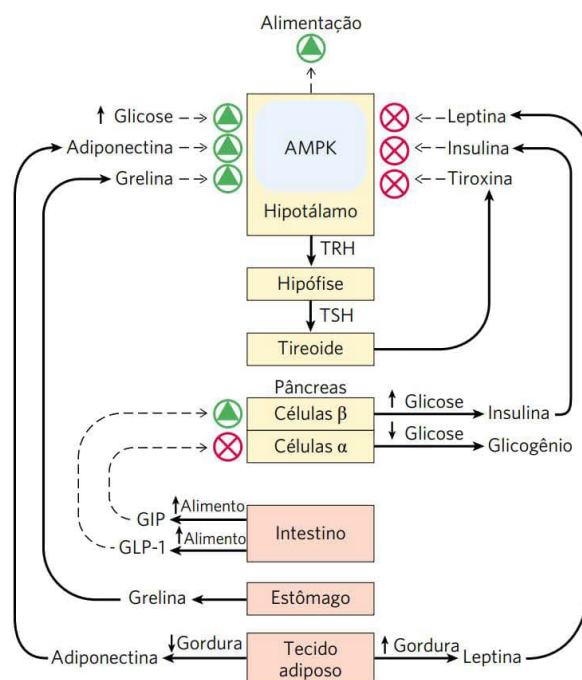 Alimentação
↑ Glicose
Adiponectina
Grelina
AMPK
Hipotálamo
Leptina
Insulina
Tiroxina
TRH
Hipófise
TSH
Tireoide
Pâncreas
Células β
↑ Glicose
Insulina
Células α
↓ Glicose
Glicogênio
GIP
↑Alimento
GLP-1
↑Alimento
Intestino
Grelina
Estômago
Adiponectina
↓Gordura
Tecido
adiposo
↑ Gordura
Leptina